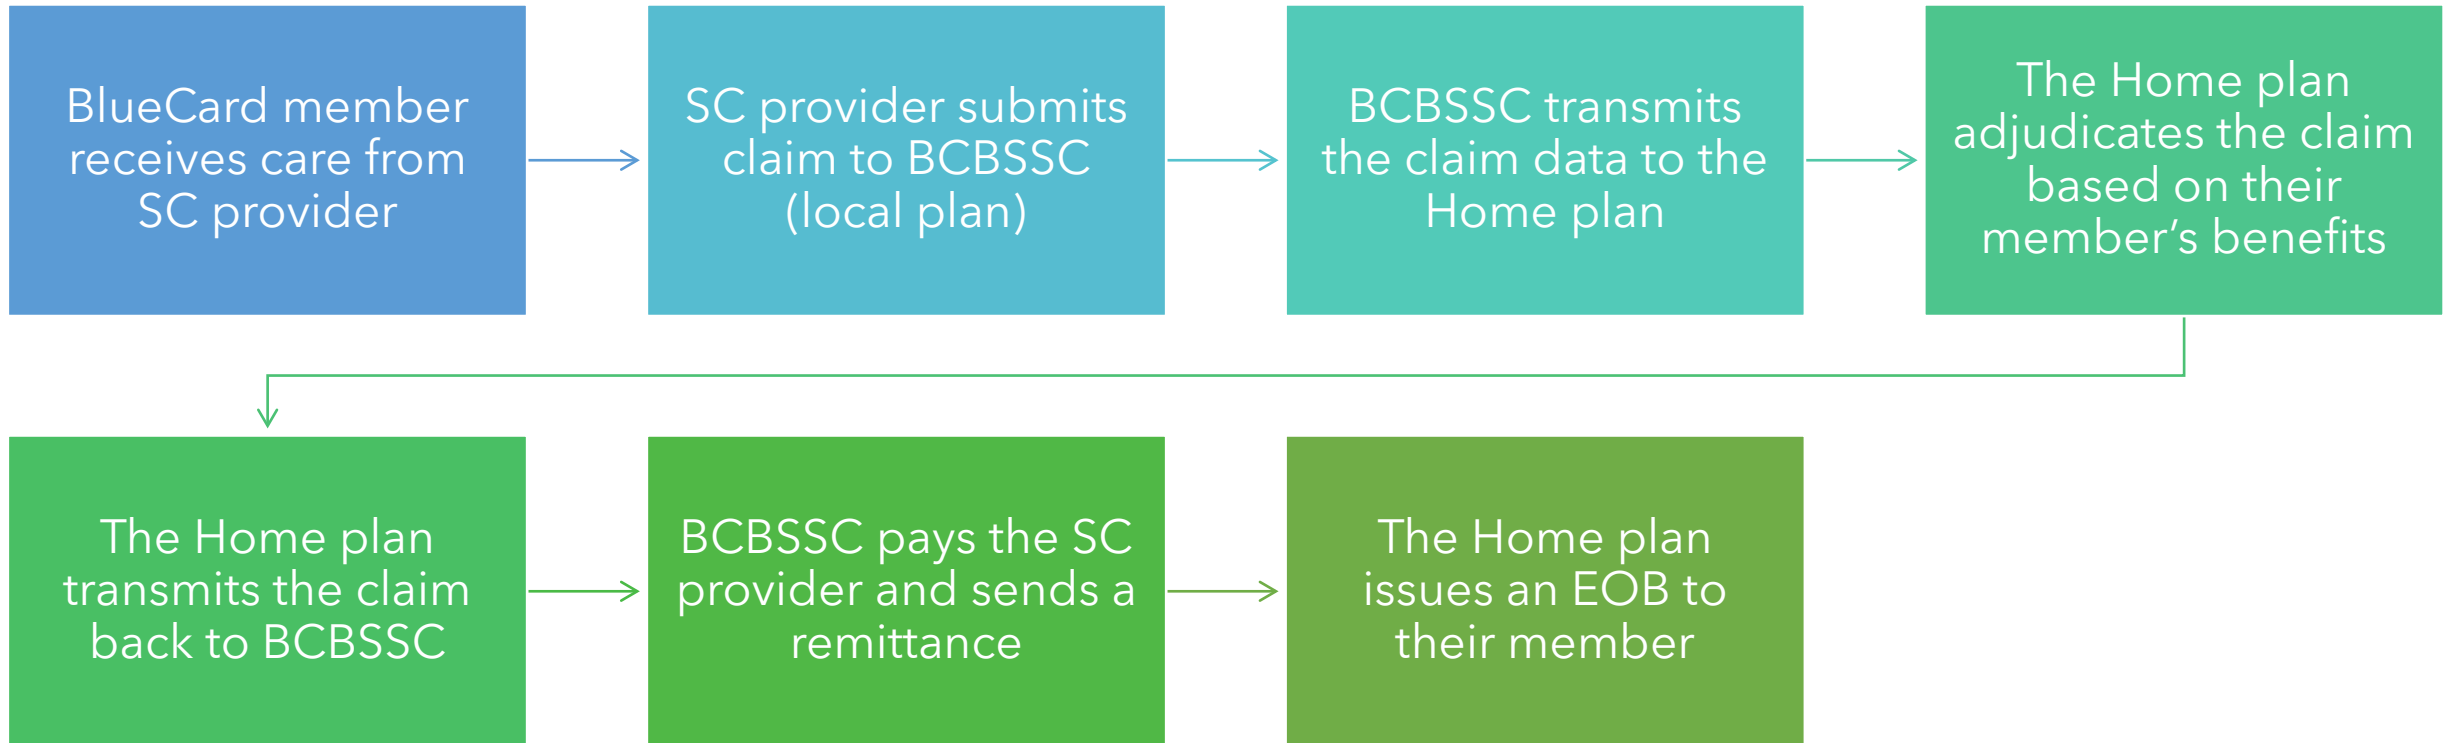 BlueCard member
receives care from
SC provider
SC provider submits
claim to BCBSSC
(local plan)
BCBSSC transmits
the claim data to the
Home plan
The Home plan
adjudicates the claim
based on their
member’s benefits
The Home plan
transmits the claim
back to BCBSSC
BCBSSC pays the SC
provider and sends a
remittance
The Home plan
issues an EOB to
their member